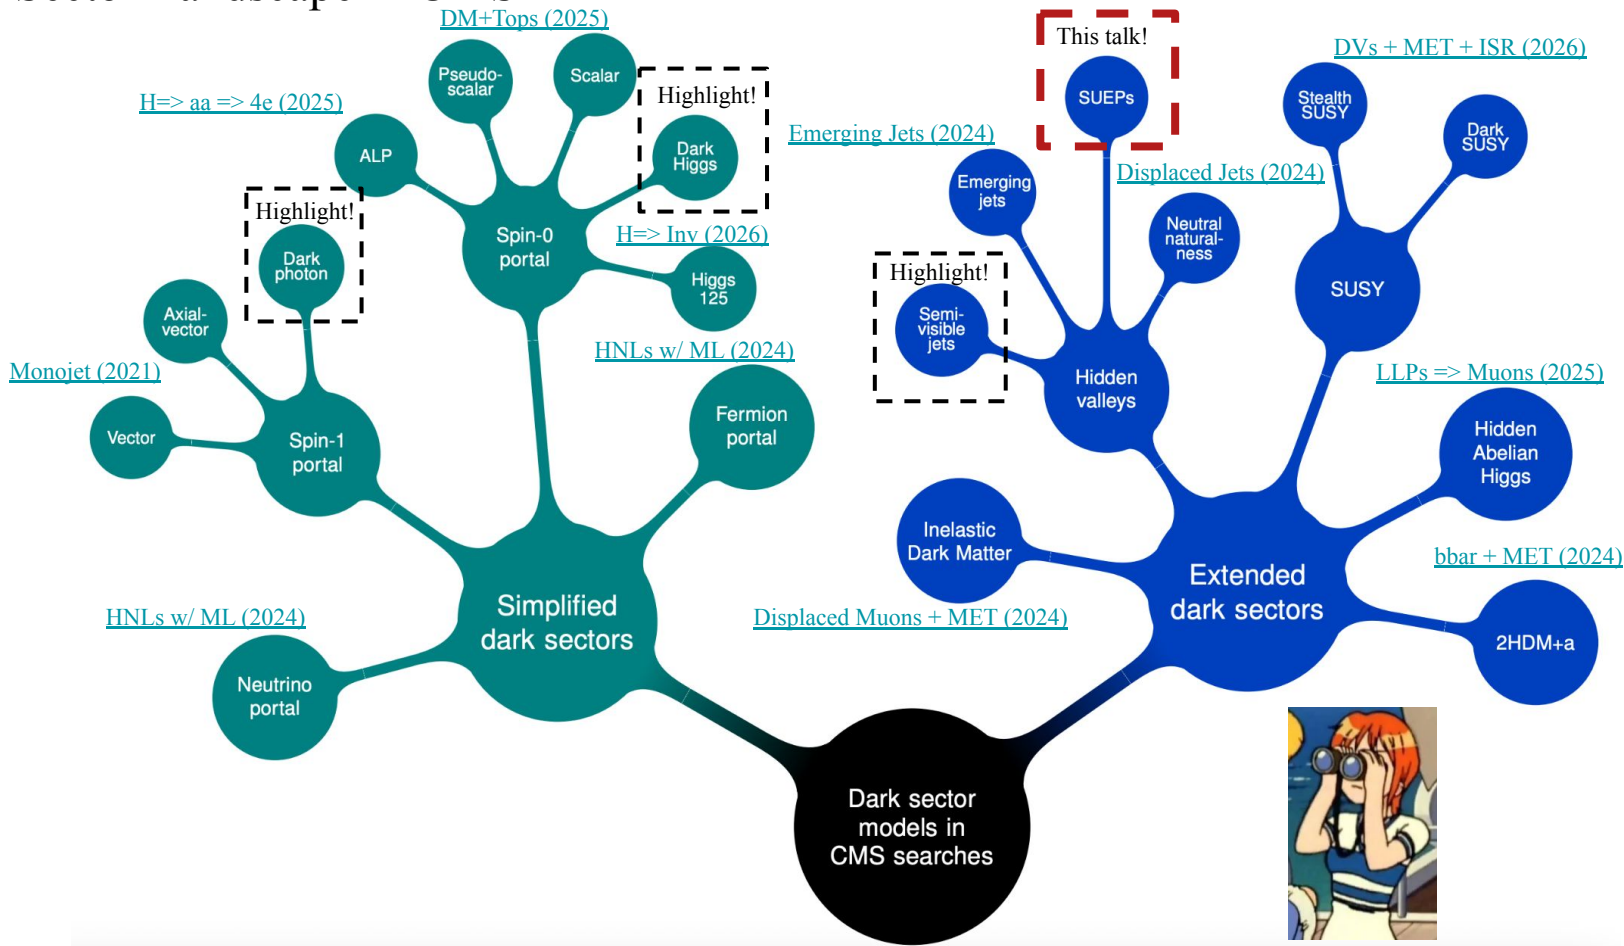 DM+Tops (2025)
Pseudo-
scalar
Scalar
Highlight!
Dark
Higgs
H=> aa => 4e (2025)
ALP
Highlight!
Dark
photon
Spin-0
portal
H=> Inv (2026)
Higgs
125
Axial-
vector
Monojet (2021)
Vector
Spin-1
portal
HNLs w/ ML (2024)
Fermion
portal
HNLs w/ ML (2024)
Neutrino
portal
Simplified
dark sectors
This talk!
SUEPs
DVs + MET + ISR (2026)
Stealth
SUSY
Dark
SUSY
Emerging Jets (2024)
Emerging
jets
Displaced Jets (2024)
Neutral
natural-
ness
Highlight!
Semi-
visible
jets
Hidden
valleys
SUSY
LLPs => Muons (2025)
Hidden
Abelian
Higgs
Inelastic
Dark Matter
Displaced Muons + MET (2024)
Extended
dark sectors
bbar + MET (2024)
2HDM+a
Dark sector
models in
CMS searches